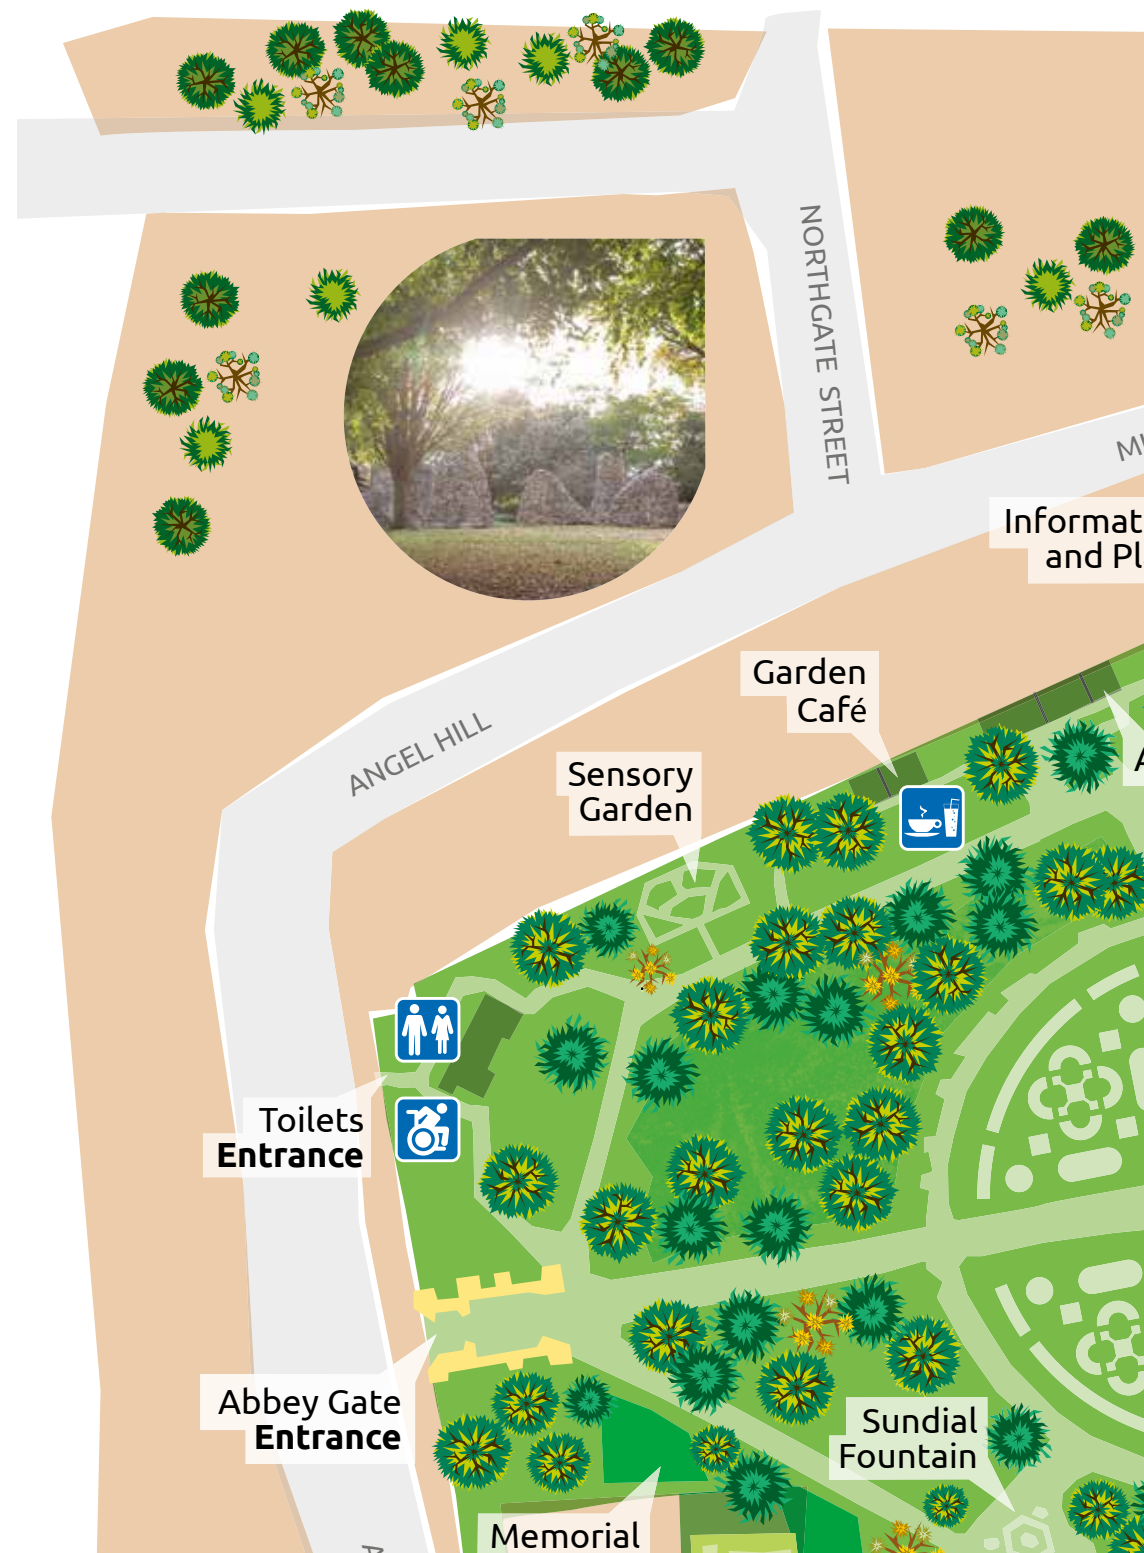 NORTHGATE STREET
Informat
and Pl
Garden
Café
ANGEL HILL
Sensory
Garden
Toilets
Entrance
Abbey Gate
Entrance
Sundial
Fountain
Memorial